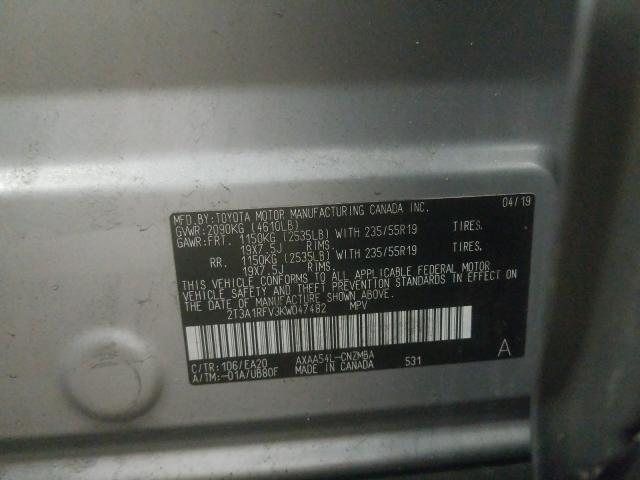 MFD.BY:TOYOTA MOTOR MANUFACTURING CANADA INC. 04/19
GVWR: 2090KG (4610LB)
GAWR:FRT. 1150KG (2535LB) WITH 235/55R19 TIRES.
19X7.5J RIMS.
RR. 1150KG (2535LB) WITH 235/55R19 TIRES.
19X7.5J RIMS.
THIS VEHICLE CONFORMS TO ALL APPLICABLE FEDERAL MOTOR
VEHICLE SAFETY AND THEFT PREVENTION STANDARDS IN EFFECT ON
THE DATE OF MANUFACTURE SHOWN ABOVE.
2T3A1RFV3KW047482 MPV
C/TR:1D6/EA20 AXAA54L-CNZMBA 531 A
A/TM:-01A/UB80F MADE IN CANADA